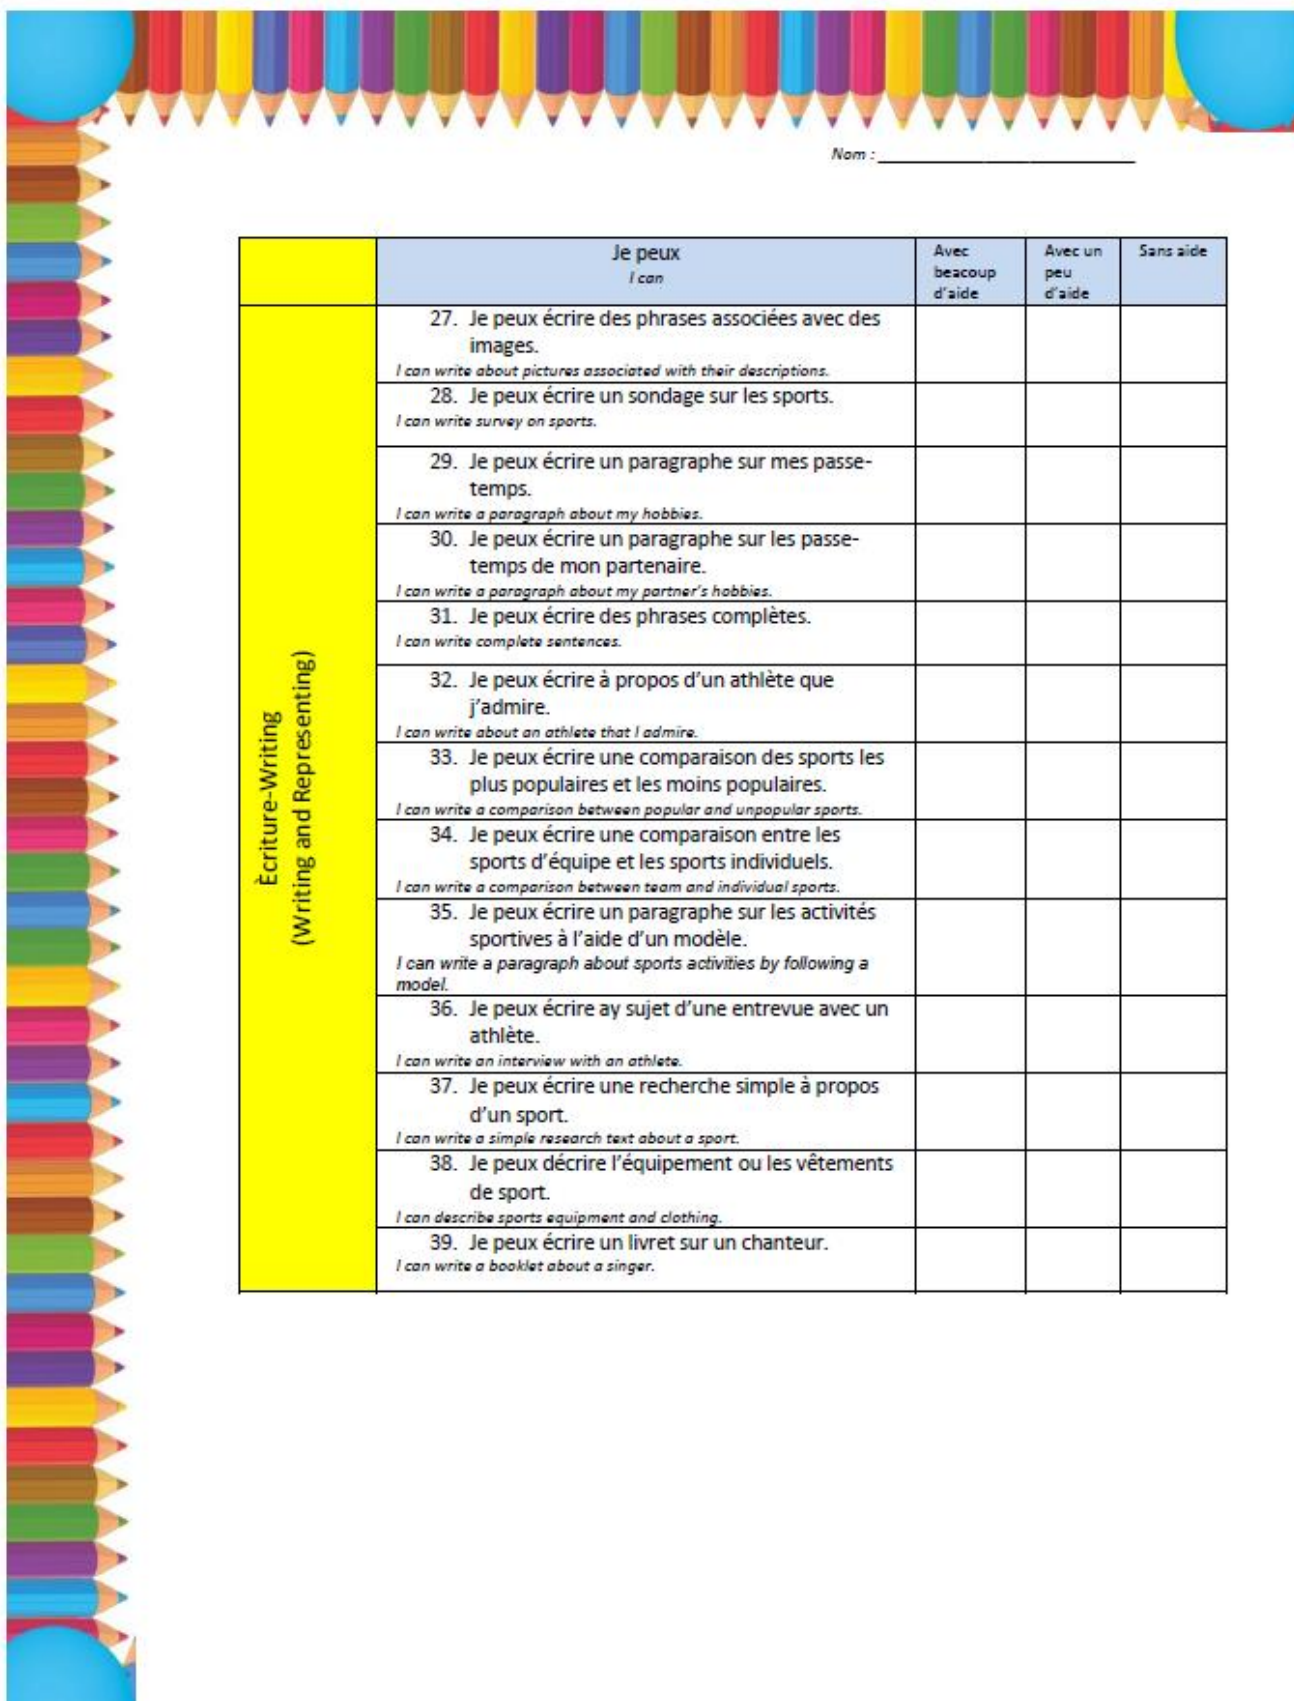 Nom : ____________________
Je peux
I can
Avec
beacoup
d'aide
Avec un
peu
d'aide
Sans aide
Ècriture-Writing
(Writing and Representing)
27. Je peux écrire des phrases associées avec des
images.
I can write about pictures associated with their descriptions.
28. Je peux écrire un sondage sur les sports.
I can write survey on sports.
29. Je peux écrire un paragraphe sur mes passe-
temps.
I can write a paragraph about my hobbies.
30. Je peux écrire un paragraphe sur les passe-
temps de mon partenaire.
I can write a paragraph about my partner's hobbies.
31. Je peux écrire des phrases complètes.
I can write complete sentences.
32. Je peux écrire à propos d'un athlète que
j'admire.
I can write about an athlete that I admire.
33. Je peux écrire une comparaison des sports les
plus populaires et les moins populaires.
I can write a comparison between popular and unpopular sports.
34. Je peux écrire une comparaison entre les
sports d'équipe et les sports individuels.
I can write a comparison between team and individual sports.
35. Je peux écrire un paragraphe sur les activités
sportives à l'aide d'un modèle.
I can write a paragraph about sports activities by following a
model.
36. Je peux écrire ay sujet d'une entrevue avec un
athlète.
I can write an interview with an athlete.
37. Je peux écrire une recherche simple à propos
d'un sport.
I can write a simple research text about a sport.
38. Je peux décrire l'équipement ou les vêtements
de sport.
I can describe sports equipment and clothing.
39. Je peux écrire un livret sur un chanteur.
I can write a booklet about a singer.